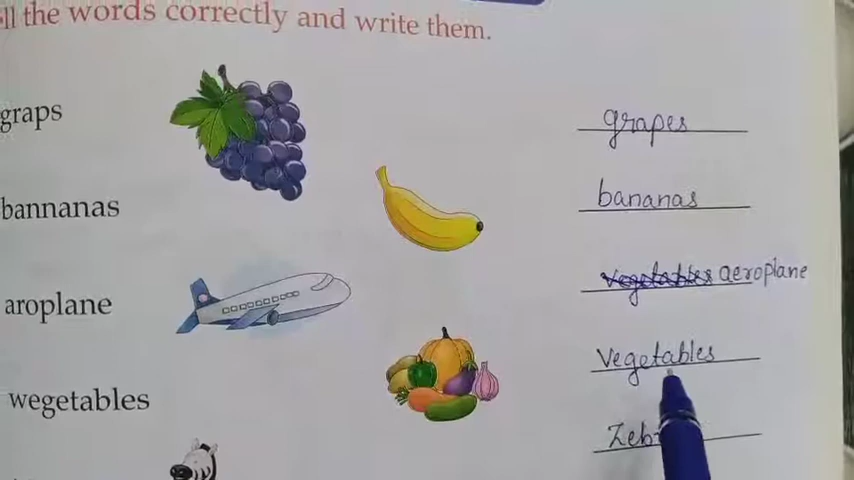 ll the words correctly and write them.
graps grapes
bannanas bananas
aroplane vegetables aeroplane
wegetables vegetables
Zeb